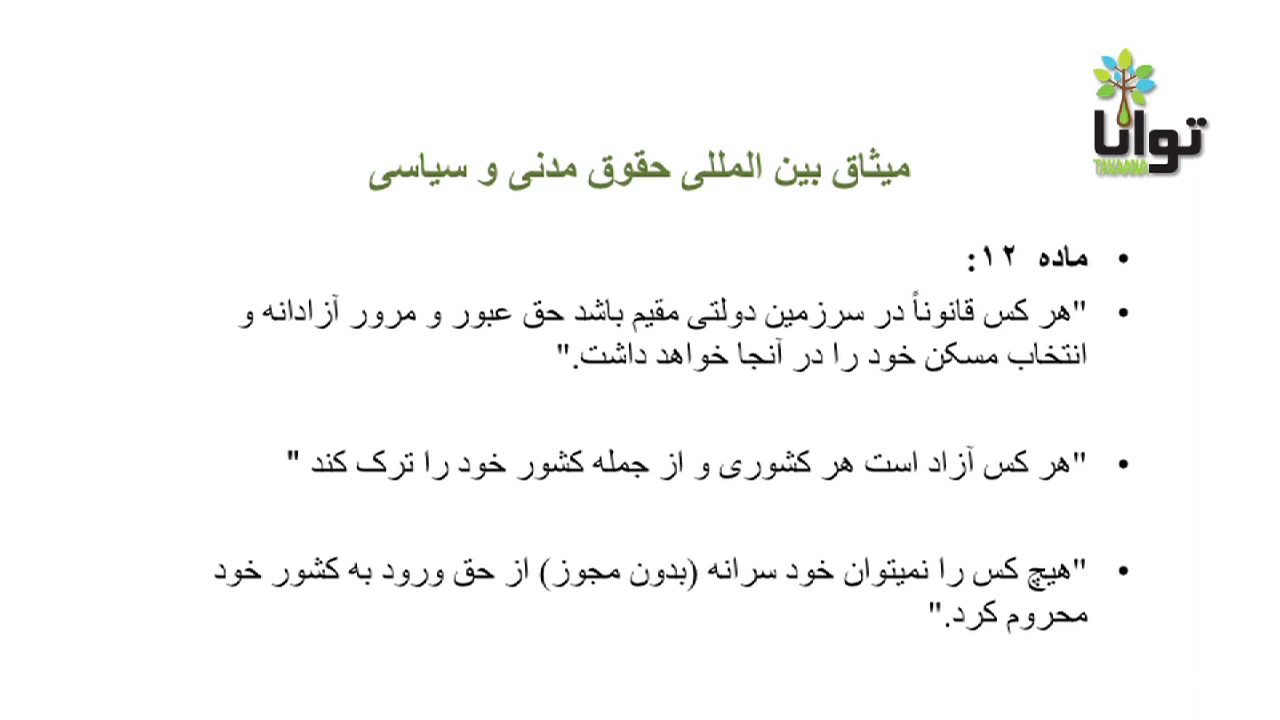 توانا
TAVAANA
میثاق بین المللی حقوق مدنی و سیاسی
• ماده ۱۲:
• "هر کس قانوناً در سرزمین دولتی مقیم باشد حق عبور و مرور آزادانه و
انتخاب مسکن خود را در آنجا خواهد داشت."
• "هر کس آزاد است هر کشوری و از جمله کشور خود را ترک کند "
• "هیچ کس را نمیتوان خود سرانه (بدون مجوز) از حق ورود به کشور خود
محروم کرد."